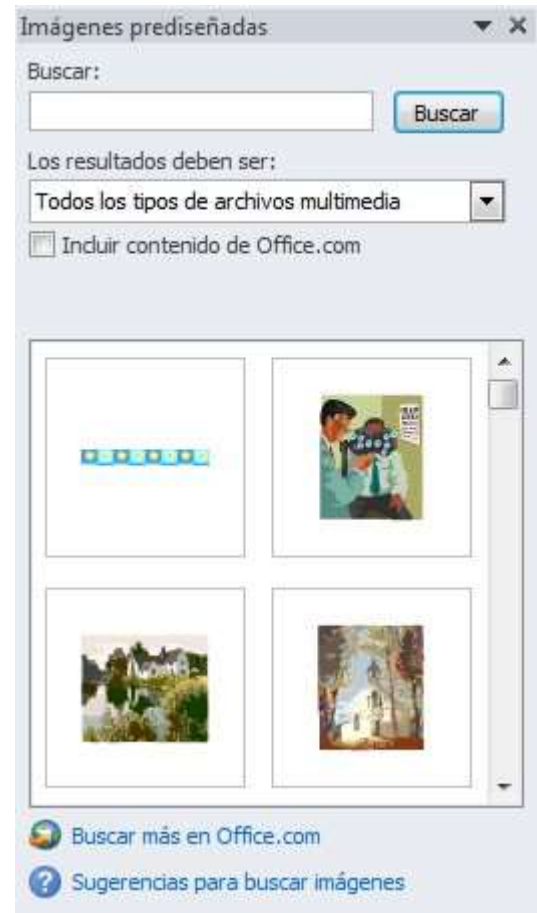 Imágenes prediseñadas
Buscar:
Buscar
Los resultados deben ser:
Todos los tipos de archivos multimedia
Incluir contenido de Office.com
Buscar más en Office.com
Sugerencias para buscar imágenes